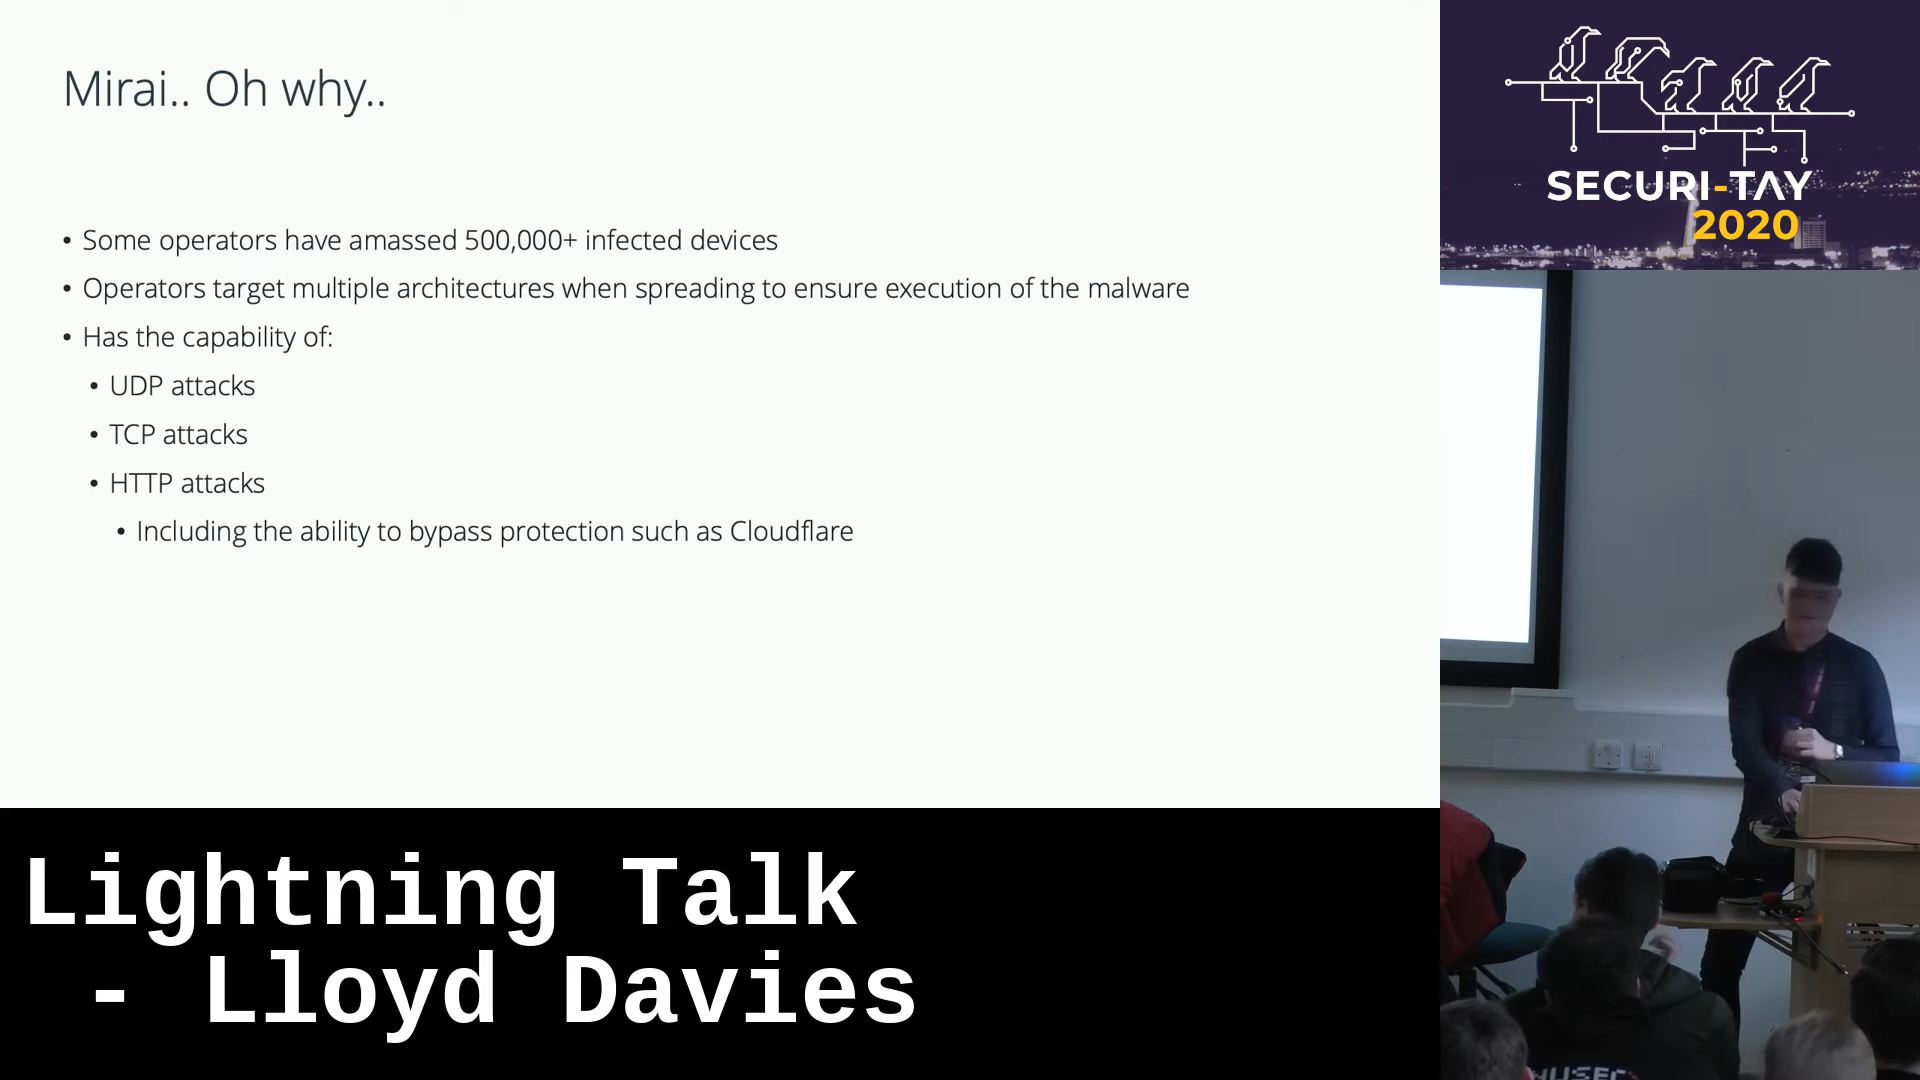 Mirai.. Oh why..
• Some operators have amassed 500,000+ infected devices
• Operators target multiple architectures when spreading to ensure execution of the malware
• Has the capability of:
• UDP attacks
• TCP attacks
• HTTP attacks
• Including the ability to bypass protection such as Cloudflare
Lightning Talk
- Lloyd Davies
SECURI-TAY
2020